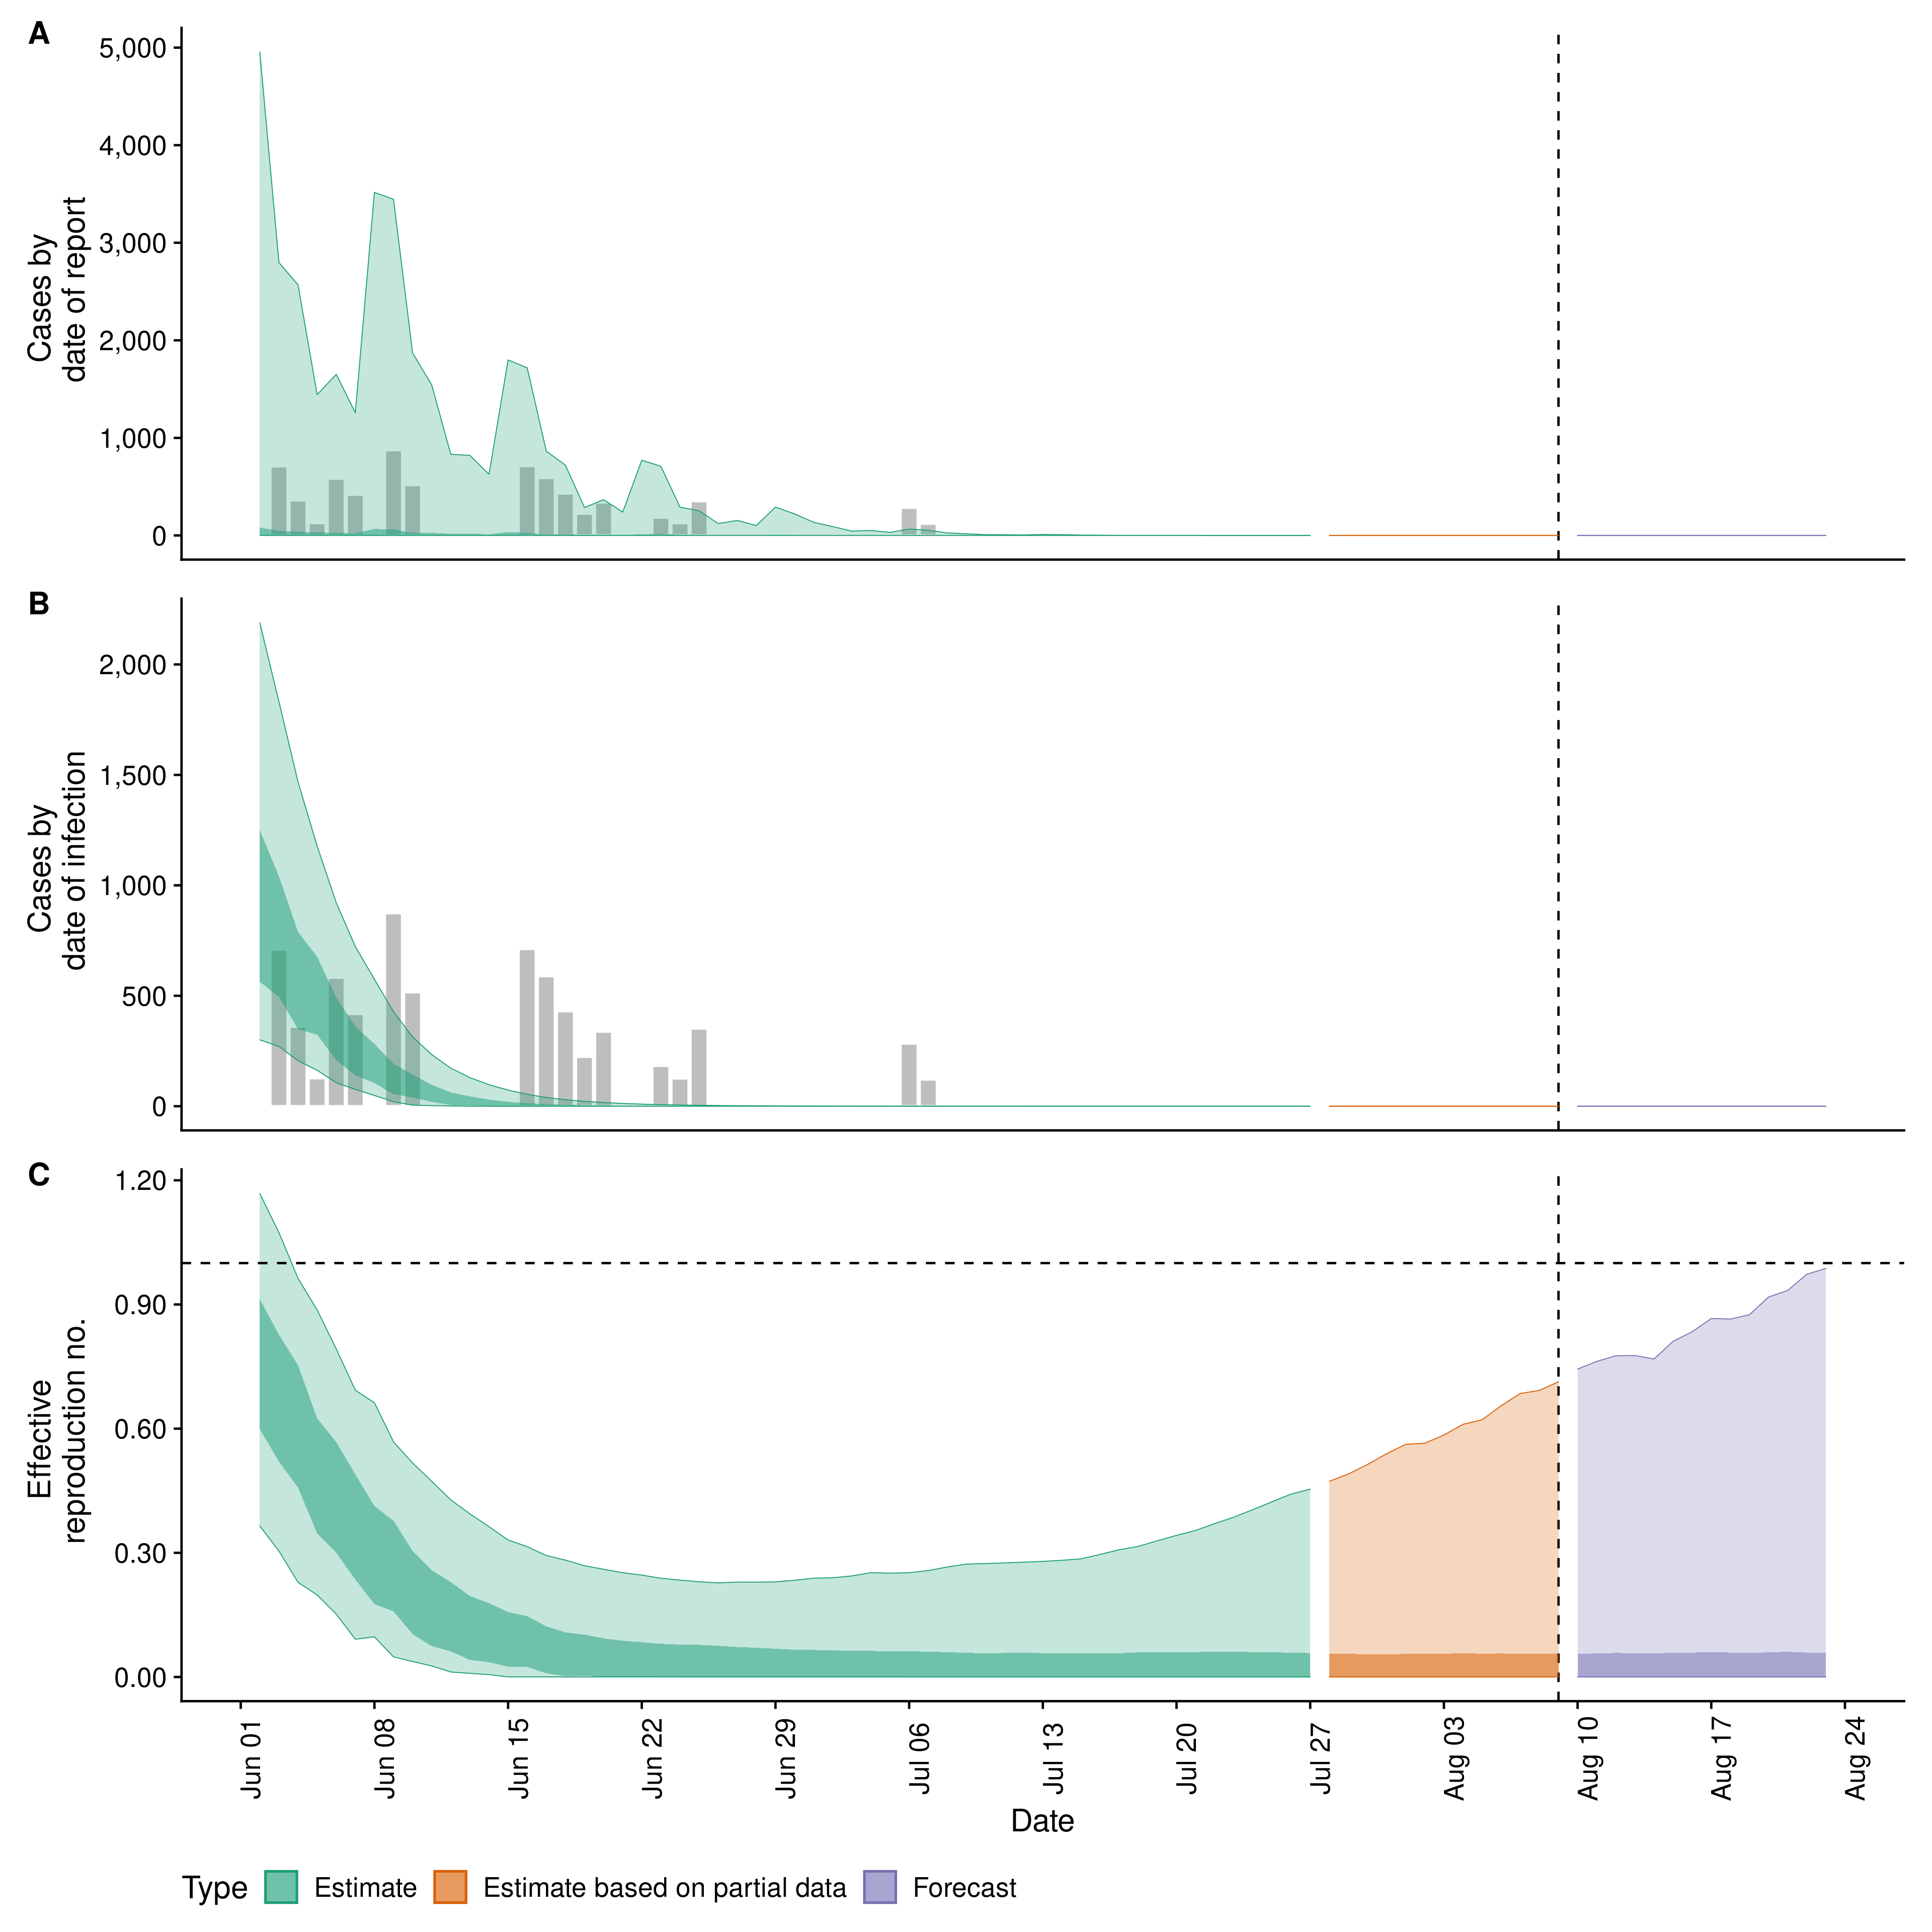 A
5,000
4,000
3,000
2,000
1,000
0
Cases by
date of report
B
2,000
1,500
1,000
500
0
Cases by
date of infection
C
1.20
0.90
0.60
0.30
0.00
Effective
reproduction no.
Jun 01
Jun 08
Jun 15
Jun 22
Jun 29
Jul 06
Jul 13
Jul 20
Jul 27
Aug 03
Aug 10
Aug 17
Aug 24
Date
Type Estimate Estimate based on partial data Forecast